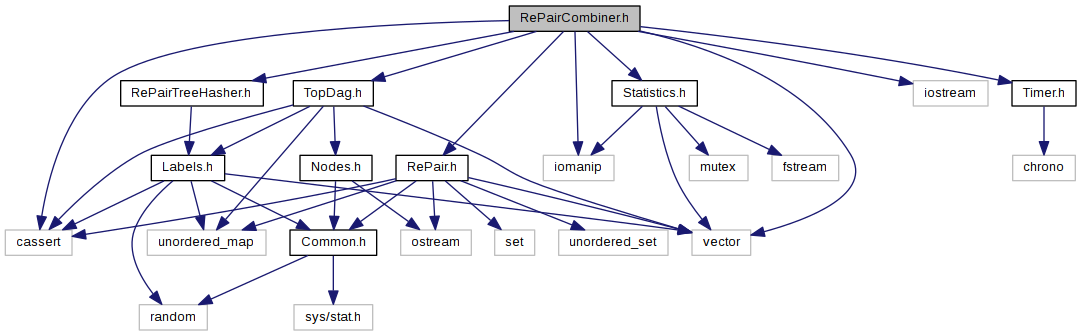 RePairCombiner.h
RePairTreeHasher.h
TopDag.h
Statistics.h
iostream
Timer.h
Labels.h
Nodes.h
RePair.h
iomanip
mutex
fstream
chrono
cassert
unordered_map
Common.h
ostream
set
unordered_set
vector
random
sys/stat.h